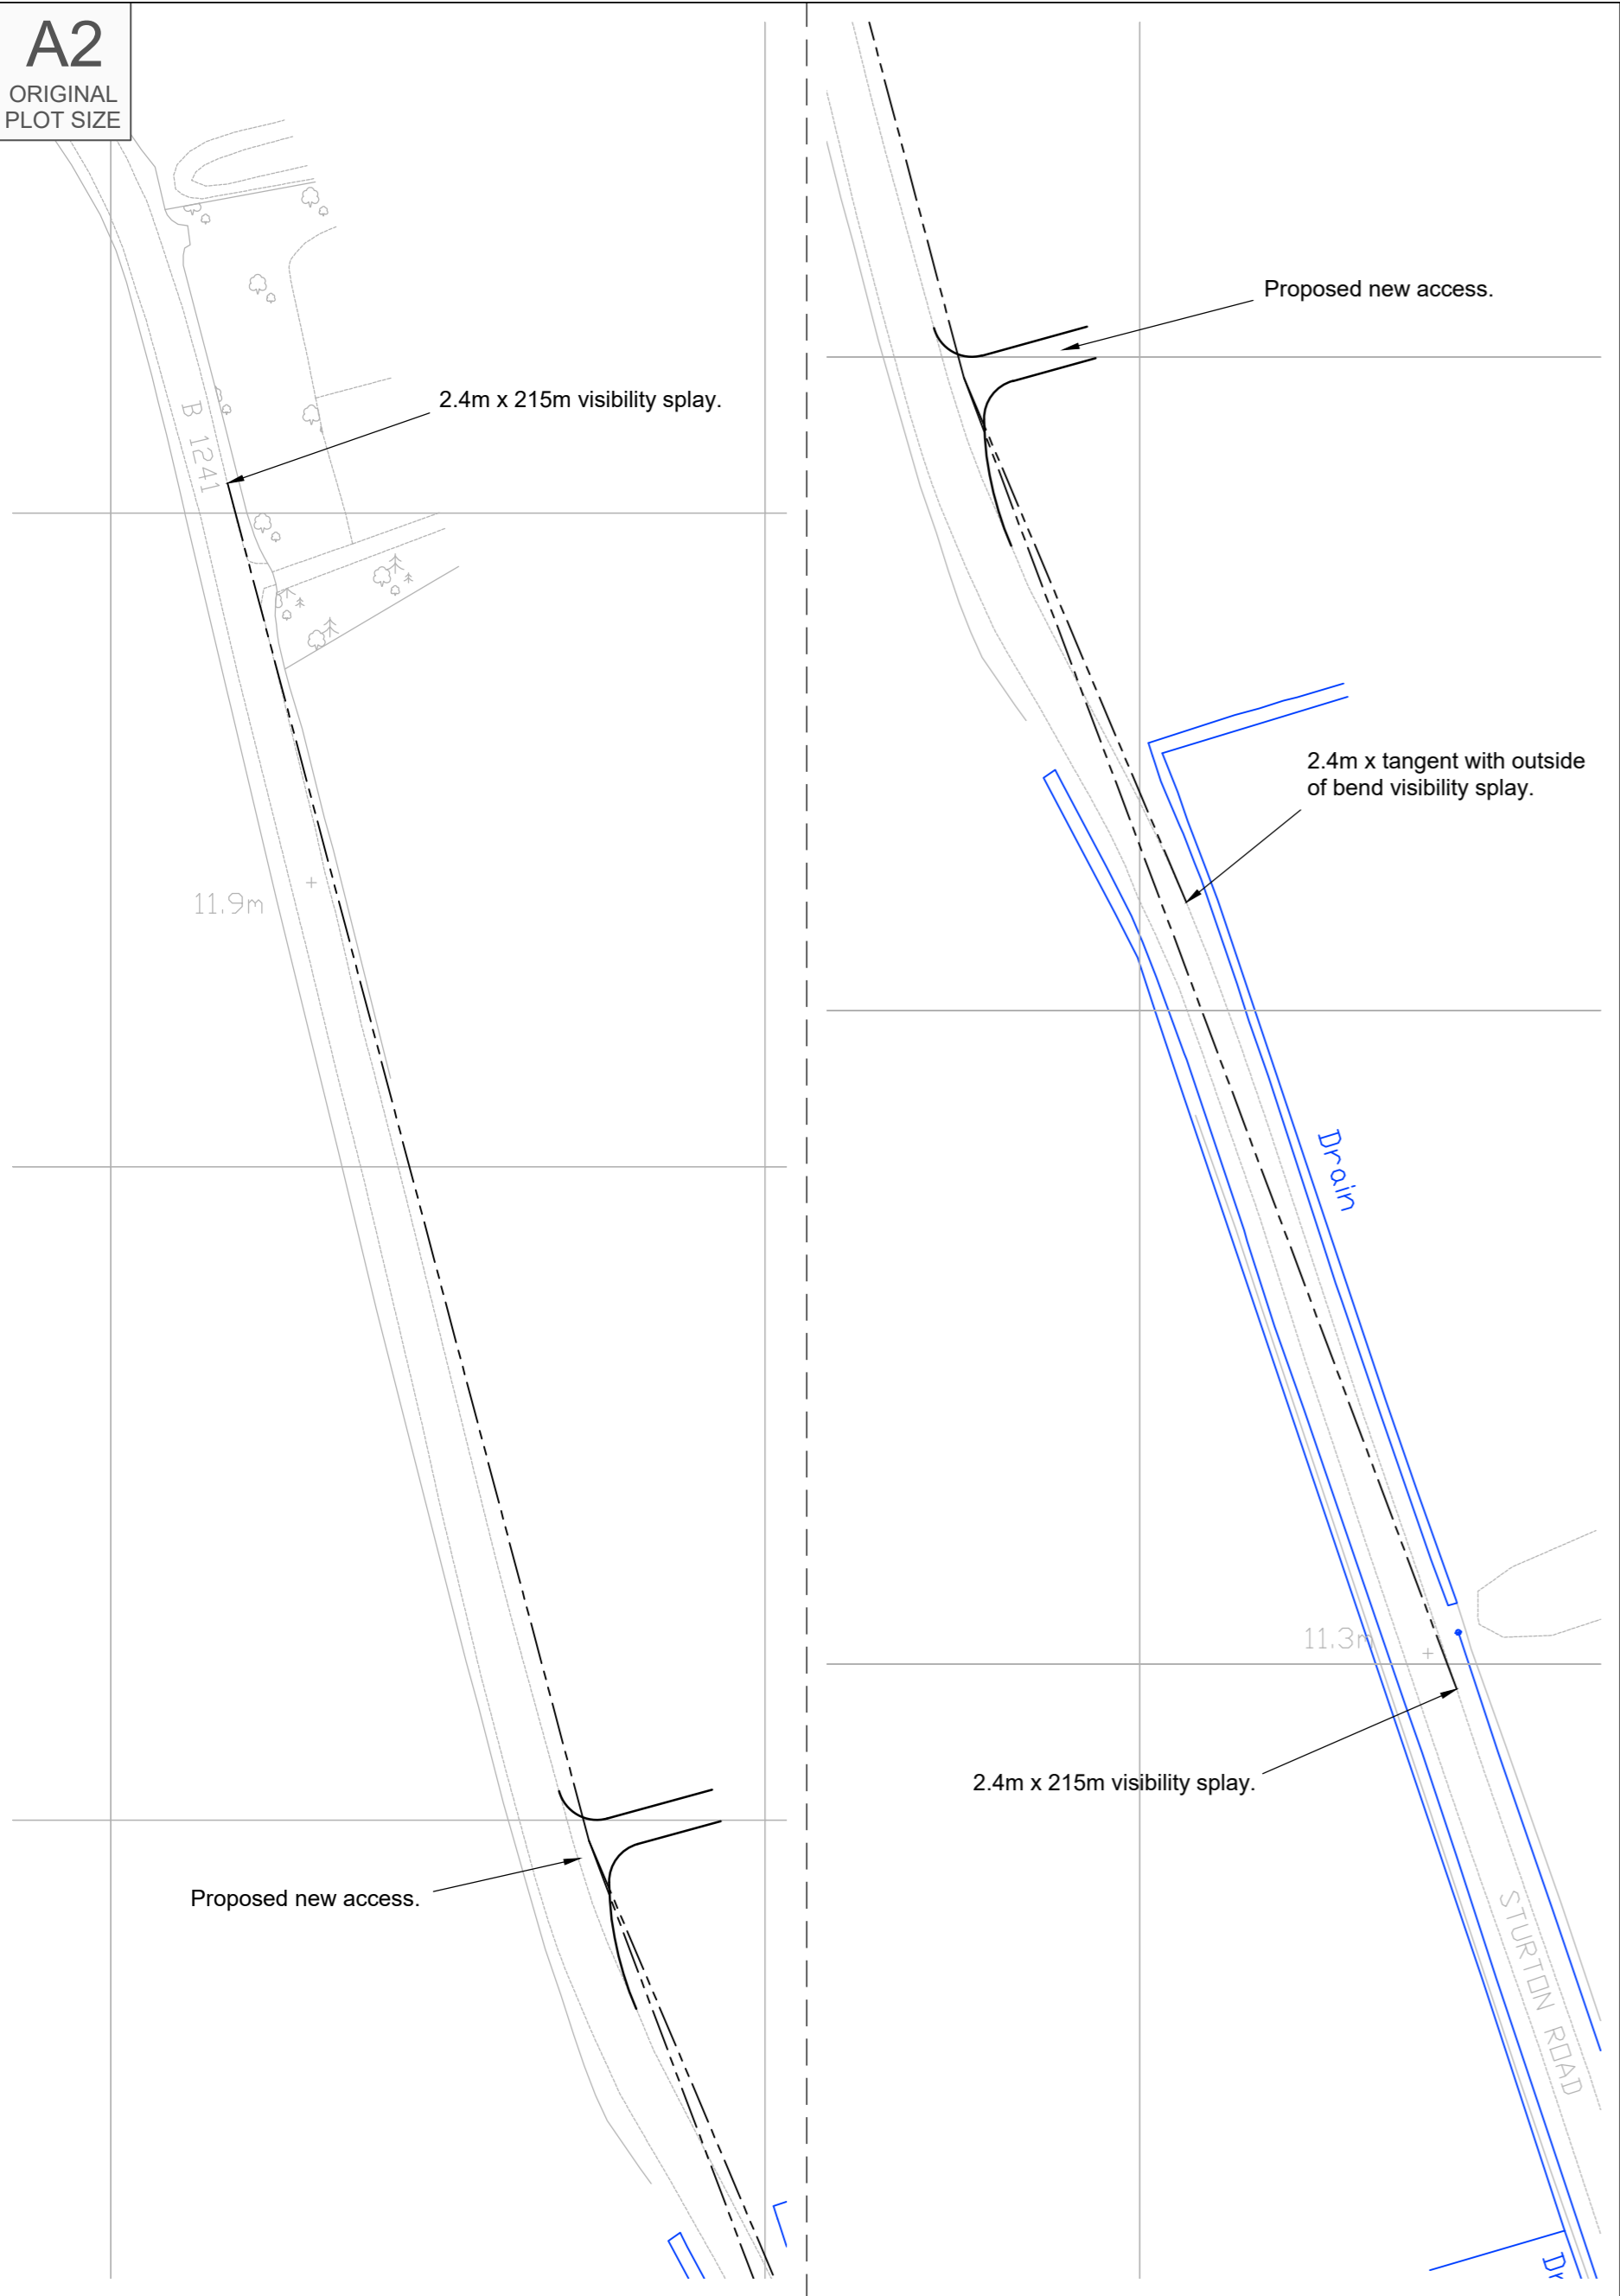 A2
ORIGINAL
PLOT SIZE
B 1241
2.4m x 215m visibility splay.
11.9m
Proposed new access.
Proposed new access.
2.4m x tangent with outside
of bend visibility splay.
Drain
11.3m
2.4m x 215m visibility splay.
STURTON ROAD
Dr